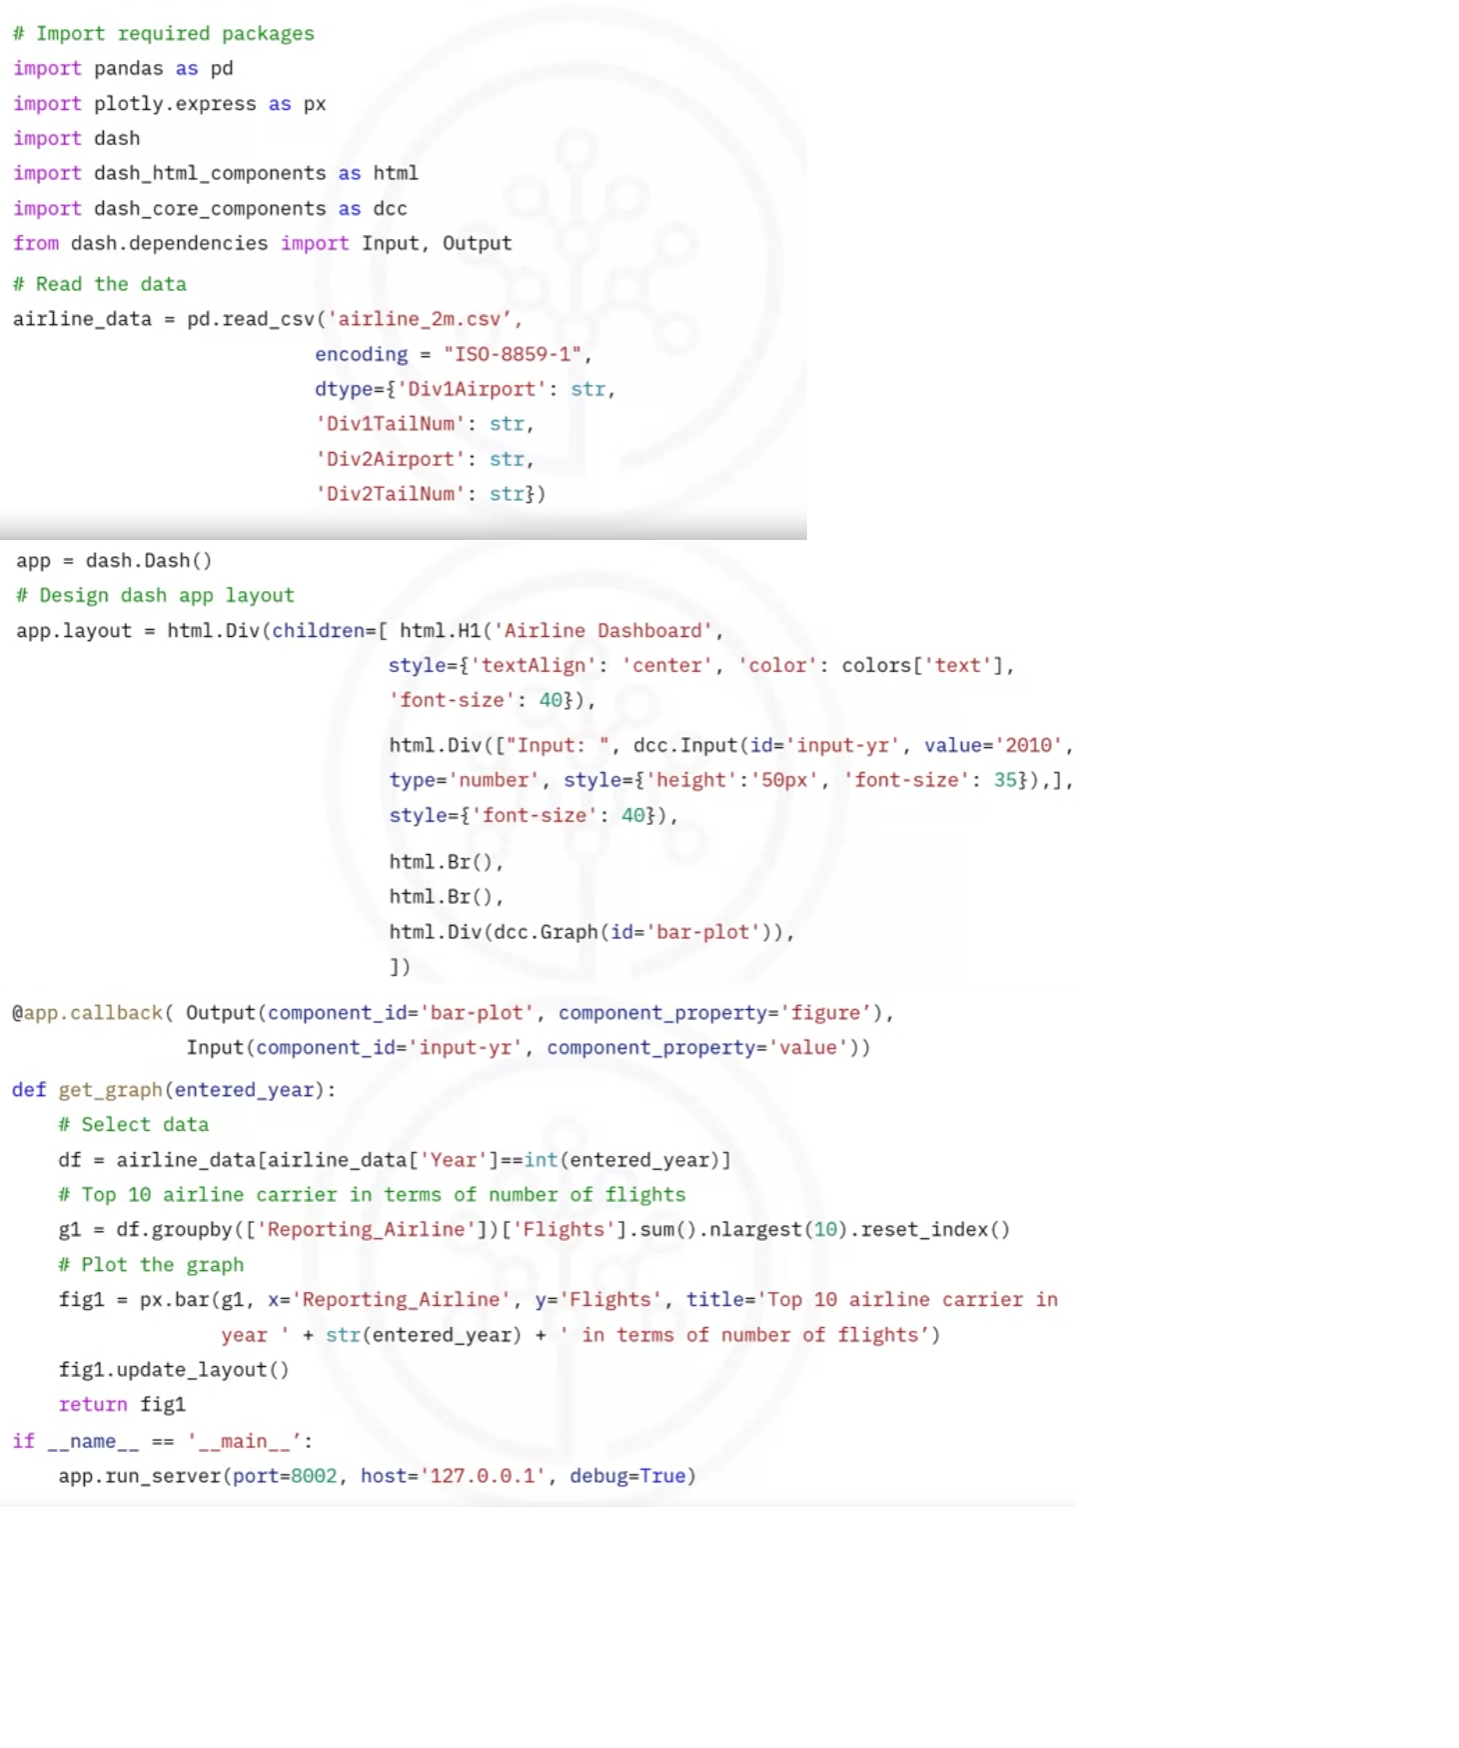 # Import required packages
import pandas as pd
import plotly.express as px
import dash
import dash_html_components as html
import dash_core_components as dcc
from dash.dependencies import Input, Output
# Read the data
airline_data = pd.read_csv('airline_2m.csv’,
                          encoding = "ISO-8859-1",
                          dtype={'Div1Airport': str,
                          'Div1TailNum': str,
                          'Div2Airport': str,
                          'Div2TailNum': str})
app = dash.Dash()
# Design dash app layout
app.layout = html.Div(children=[ html.H1('Airline Dashboard',
                                style={'textAlign': 'center', 'color': colors['text'],
                                'font-size': 40}),
                                html.Div(["Input: ", dcc.Input(id='input-yr', value='2010',
                                type='number', style={'height':'50px', 'font-size': 35}),],
                                style={'font-size': 40}),
                                html.Br(),
                                html.Br(),
                                html.Div(dcc.Graph(id='bar-plot')),
                                ])
@app.callback( Output(component_id='bar-plot', component_property='figure’),
               Input(component_id='input-yr', component_property='value'))
def get_graph(entered_year):
    # Select data
    df = airline_data[airline_data['Year']==int(entered_year)]
    # Top 10 airline carrier in terms of number of flights
    g1 = df.groupby(['Reporting_Airline'])['Flights'].sum().nlargest(10).reset_index()
    # Plot the graph
    fig1 = px.bar(g1, x='Reporting_Airline', y='Flights', title='Top 10 airline carrier in
                  year ' + str(entered_year) + ' in terms of number of flights’)
    fig1.update_layout()
    return fig1
if __name__ == '__main__’:
    app.run_server(port=8002, host='127.0.0.1', debug=True)